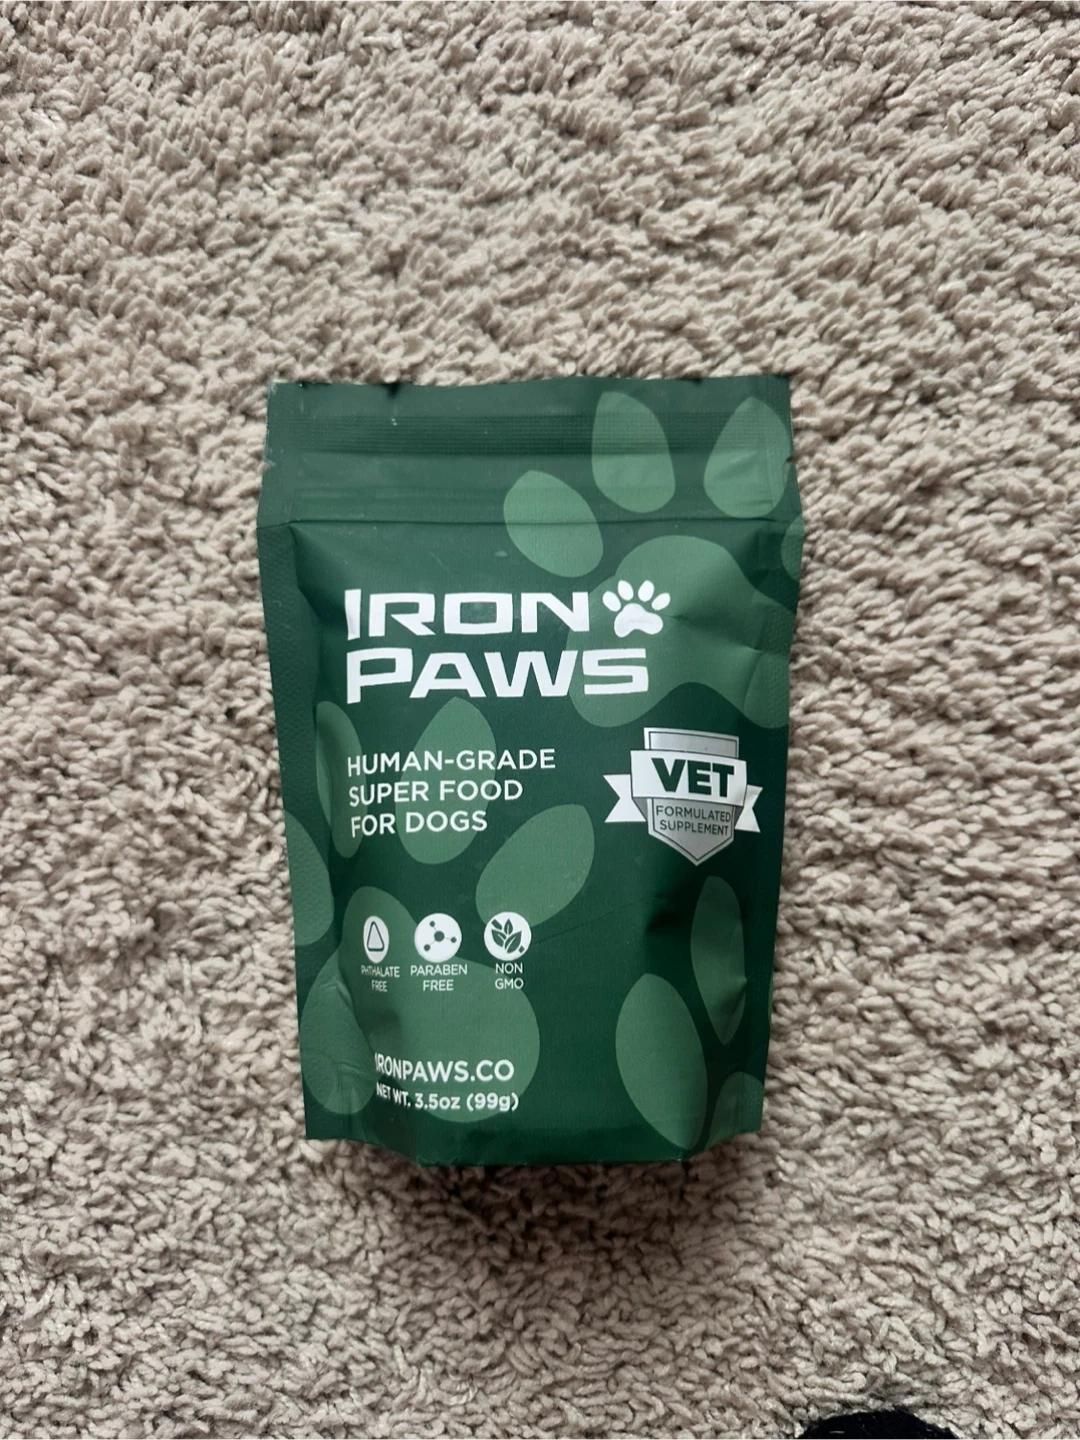 IRON
PAWS
HUMAN-GRADE
SUPER FOOD
FOR DOGS
VET
FORMULATED
SUPPLEMENT
PHTHALATE
FREE
PARABEN
FREE
NON
GMO
IRONPAWS.CO
NET WT. 3.5oz (99g)